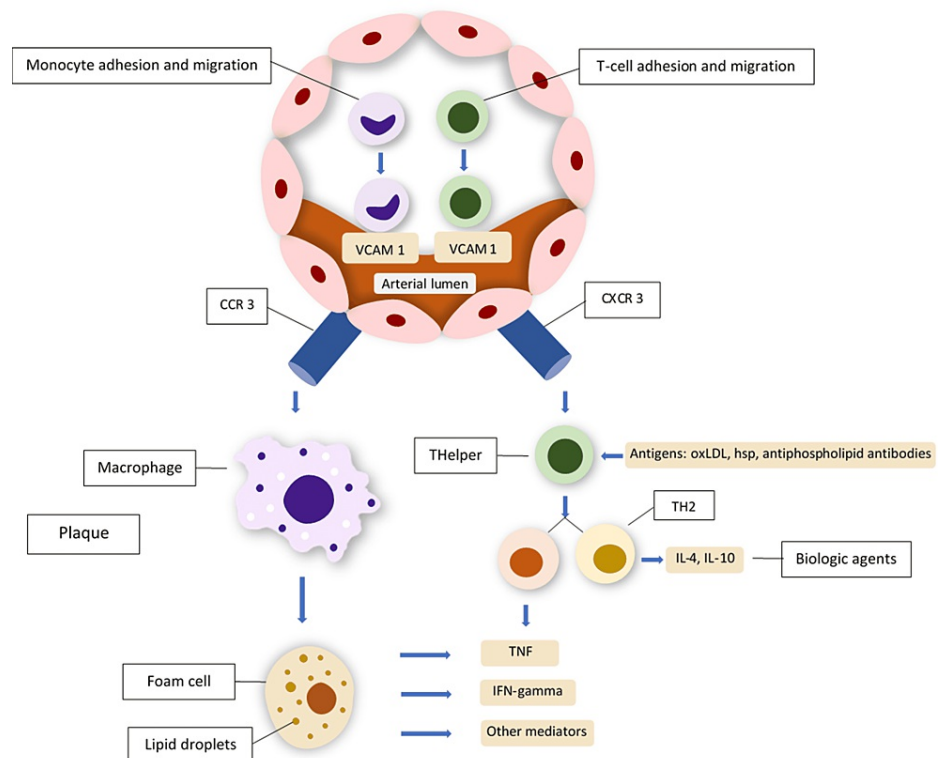 Monocyte adhesion and migration
T-cell adhesion and migration
VCAM 1
VCAM 1
Arterial lumen
CCR 3
CXCR 3
Macrophage
THelper
Antigens: oxLDL, hsp, antiphospholipid antibodies
Plaque
TH2
IL-4, IL-10
Biologic agents
TNF
Foam cell
IFN-gamma
Lipid droplets
Other mediators